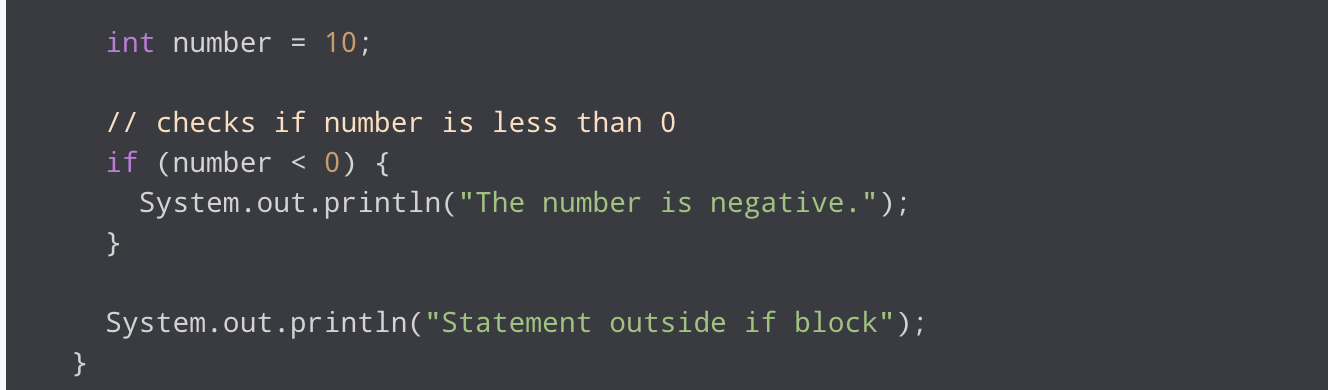 int number = 10;
// checks if number is less than 0
if (number < 0) {
System.out.println("The number is negative.");
}
System.out.println("Statement outside if block");
}